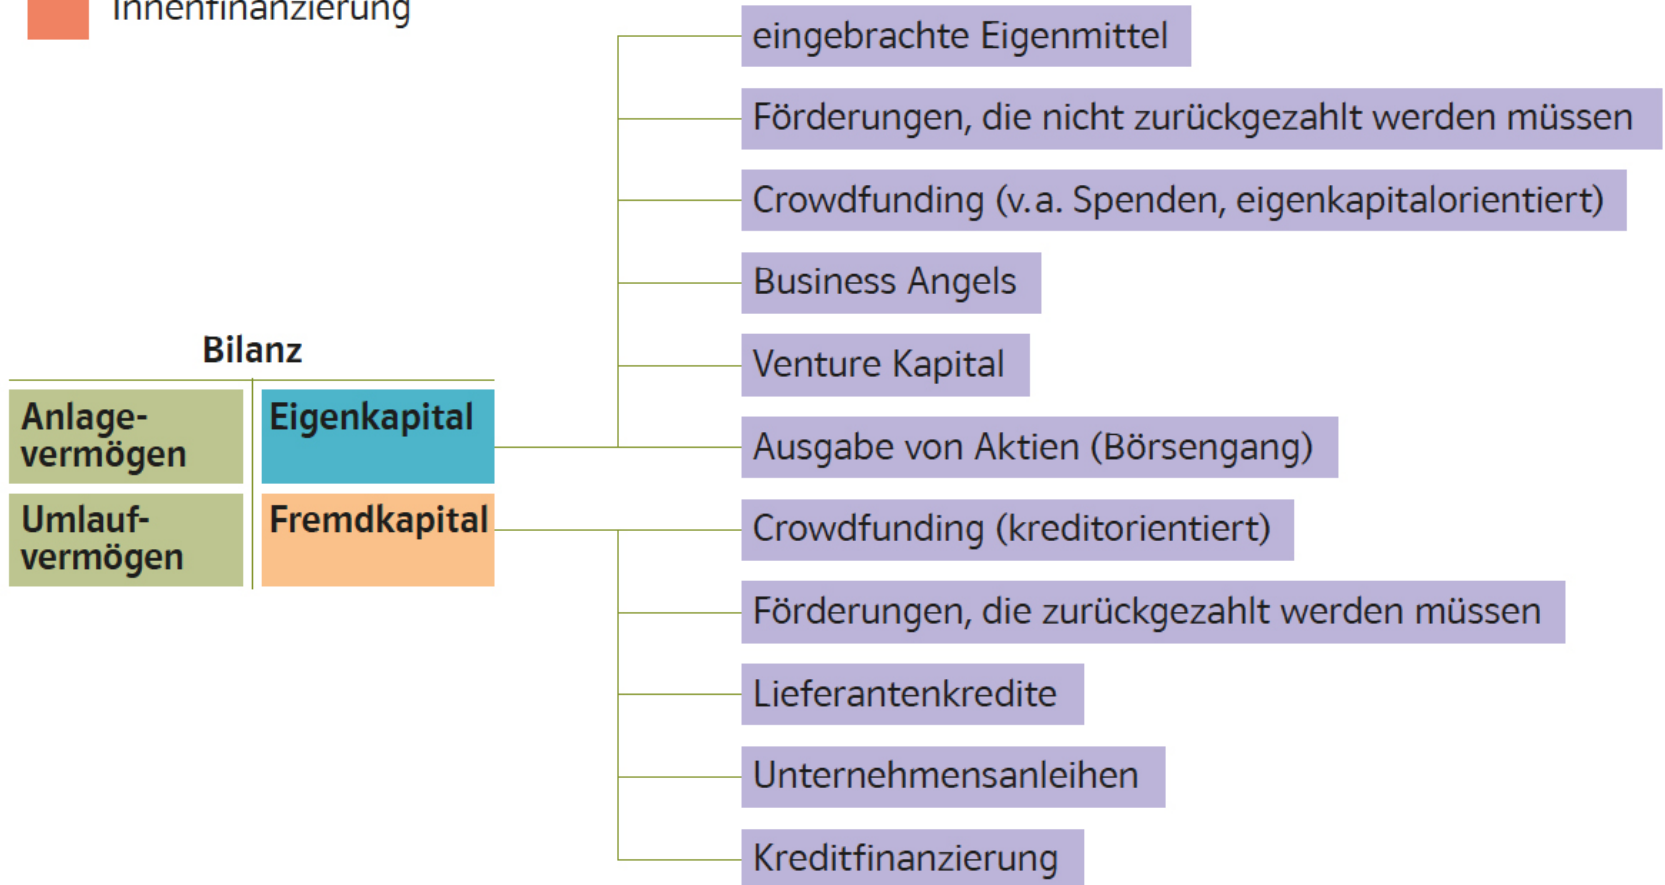 Innenfinanzierung
eingebrachte Eigenmittel
Förderungen, die nicht zurückgezahlt werden müssen
Crowdfunding (v. a. Spenden, eigenkapitalorientiert)
Business Angels
Venture Kapital
Ausgabe von Aktien (Börsengang)
Crowdfunding (kreditorientiert)
Förderungen, die zurückgezahlt werden müssen
Lieferantenkredite
Unternehmensanleihen
Kreditfinanzierung
Bilanz
Anlage-
vermögen
Eigenkapital
Umlauf-
vermögen
Fremdkapital